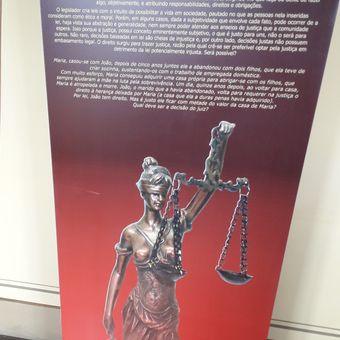 algo, objetivamente, e atribuindo responsabilidades, direitos e obrigações.
O legislador cria leis com o intuito de possibilitar a vida em sociedade, pautado no que as pessoas nela inseridas
consideram como ético e moral. Porém, em alguns casos, dada a subjetividade que envolve cada fato, pode ocorrer de a
lei, haja vista sua abstração e generalidade, nem sempre poder atender aos anseios de justiça que a comunidade
espera. Isso porque a justiça, possui conceito eminentemente subjetivo, o que é justo para uns, não o será para
outros. Não raro, decisões baseadas em lei são cheias de injustiça e, por outro lado, decisões justas não possuem
embasamento legal. O direito surgiu para trazer justiça, razão pela qual crê-se ser preferível optar pela justiça em
detrimento da lei potencialmente injusta. Será possível?
Maria, casou-se com João, depois de cinco anos juntos ele a abandonou com dois filhos, que ela teve de
criar sozinha, sustentando-os com o trabalho de empregada doméstica.
Com muito esforço, Maria conseguiu adquirir uma casa própria para abrigar-se com os filhos, que
sempre ajudaram a mãe na luta pela sobrevivência. Um dia, quinze anos depois, ao voltar para casa,
Maria é atropelada e morre. João, o marido que a havia abandonado, volta para requerer na justiça o
direito à herança deixada por Maria (a casa que ela a duras penas havia adquirido).
Por lei, João tem direito. Mas é justo ele ficar com metade do valor da casa de Maria?
Qual deve ser a decisão do juiz?